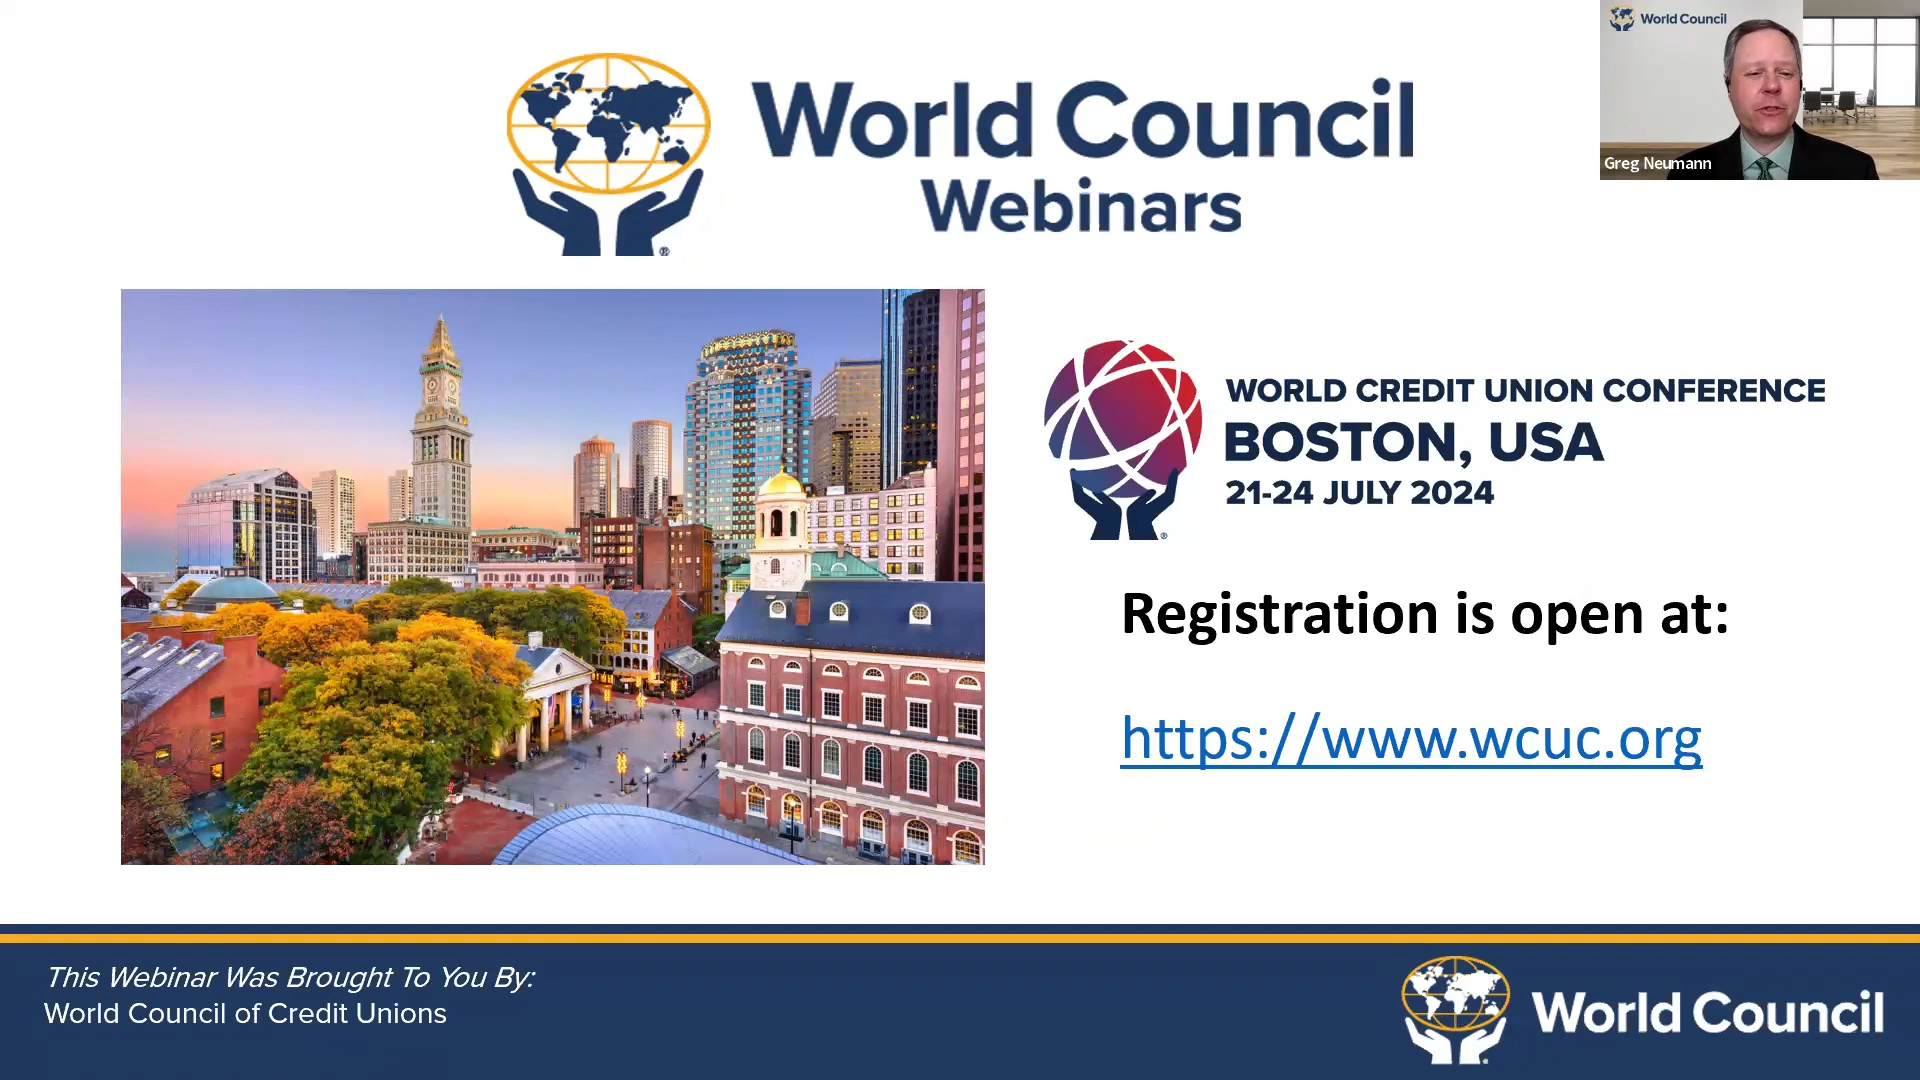 World Council
Webinars
World Council
Greg Neumann
WORLD CREDIT UNION CONFERENCE
BOSTON, USA
21-24 JULY 2024
Registration is open at:
https://www.wcuc.org
This Webinar Was Brought To You By:
World Council of Credit Unions
World Council